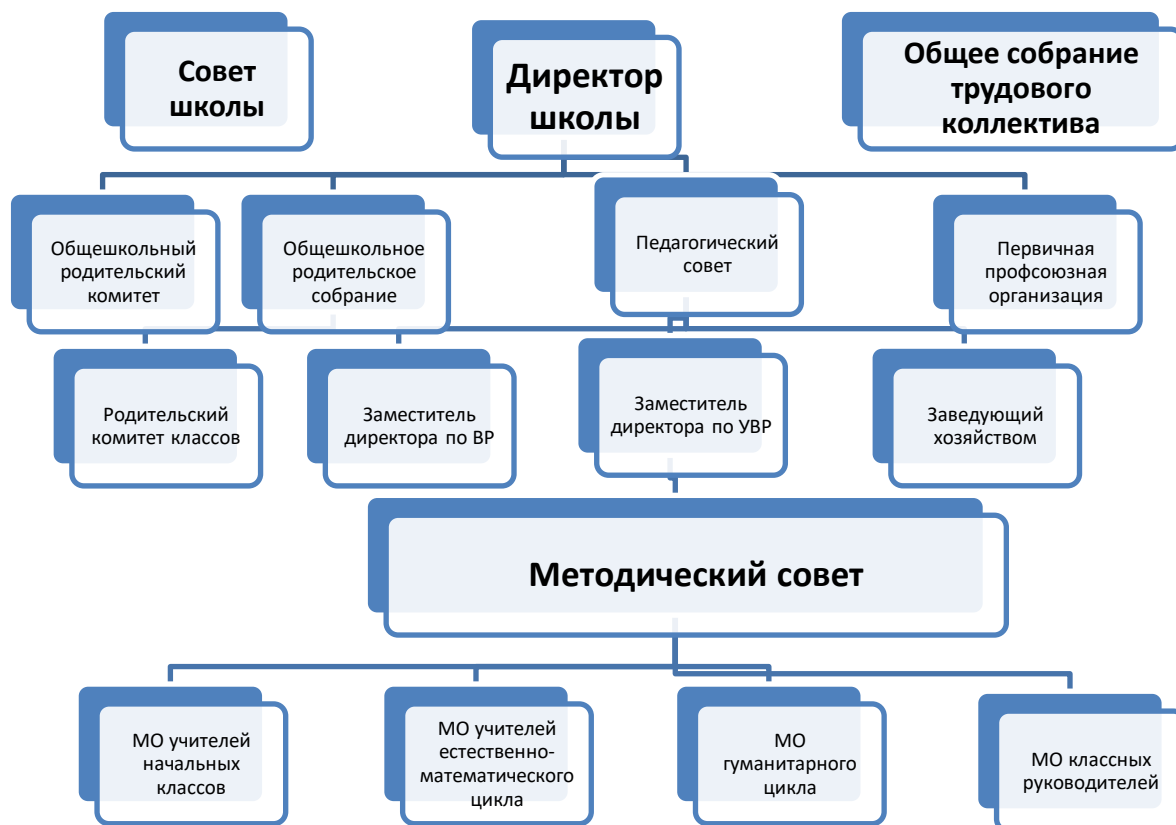 Совет
школы
Директор
школы
Общее собрание
трудового
коллектива
Общешкольный
родительский
комитет
Общешкольное
родительское
собрание
Педагогический
совет
Первичная
профсоюзная
организация
Родительский
комитет классов
Заместитель
директора по ВР
Заместитель
директора по УВР
Заведующий
хозяйством
Методический совет
МО учителей
начальных
классов
МО учителей
естественно-
математического
цикла
МО
гуманитарного
цикла
МО классных
руководителей